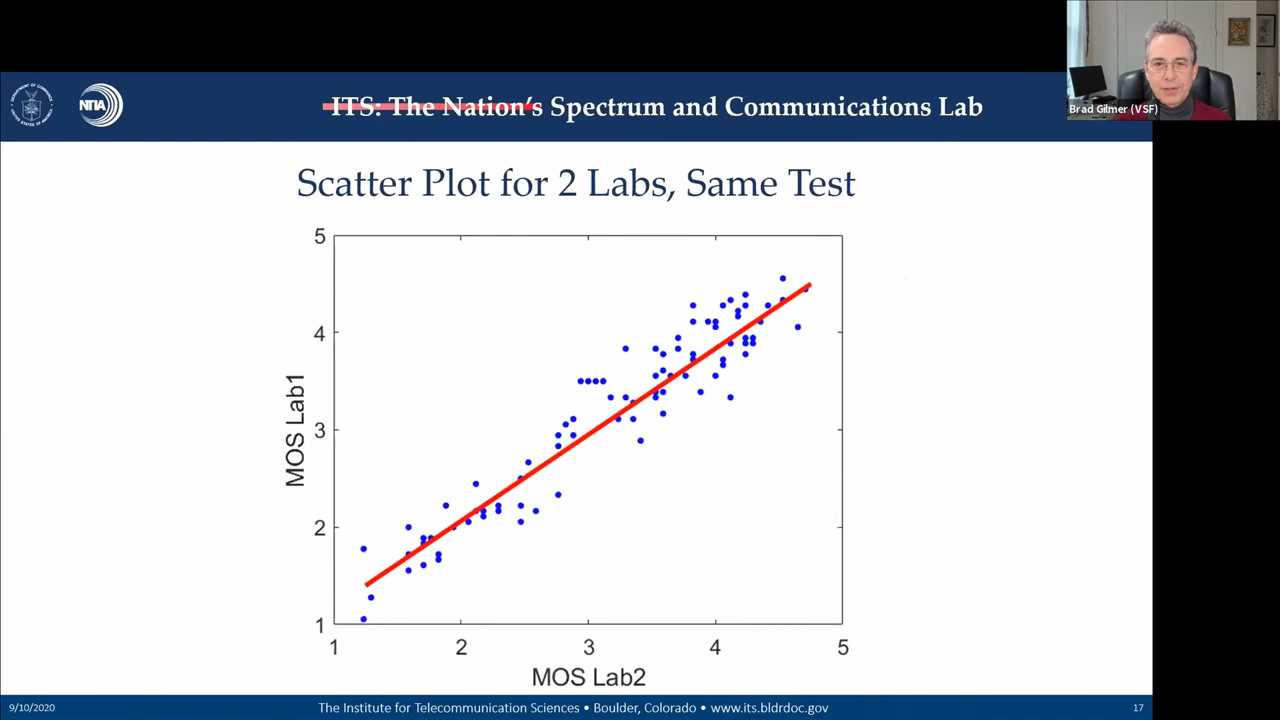 Brad Gilmer (VSF)
NTIA
ITS: The Nation's Spectrum and Communications Lab
Scatter Plot for 2 Labs, Same Test
5
4
3
2
1
MOS Lab1
1 2 3 4 5
MOS Lab2
9/10/2020
The Institute for Telecommunication Sciences • Boulder, Colorado • www.its.bldrdoc.gov
17